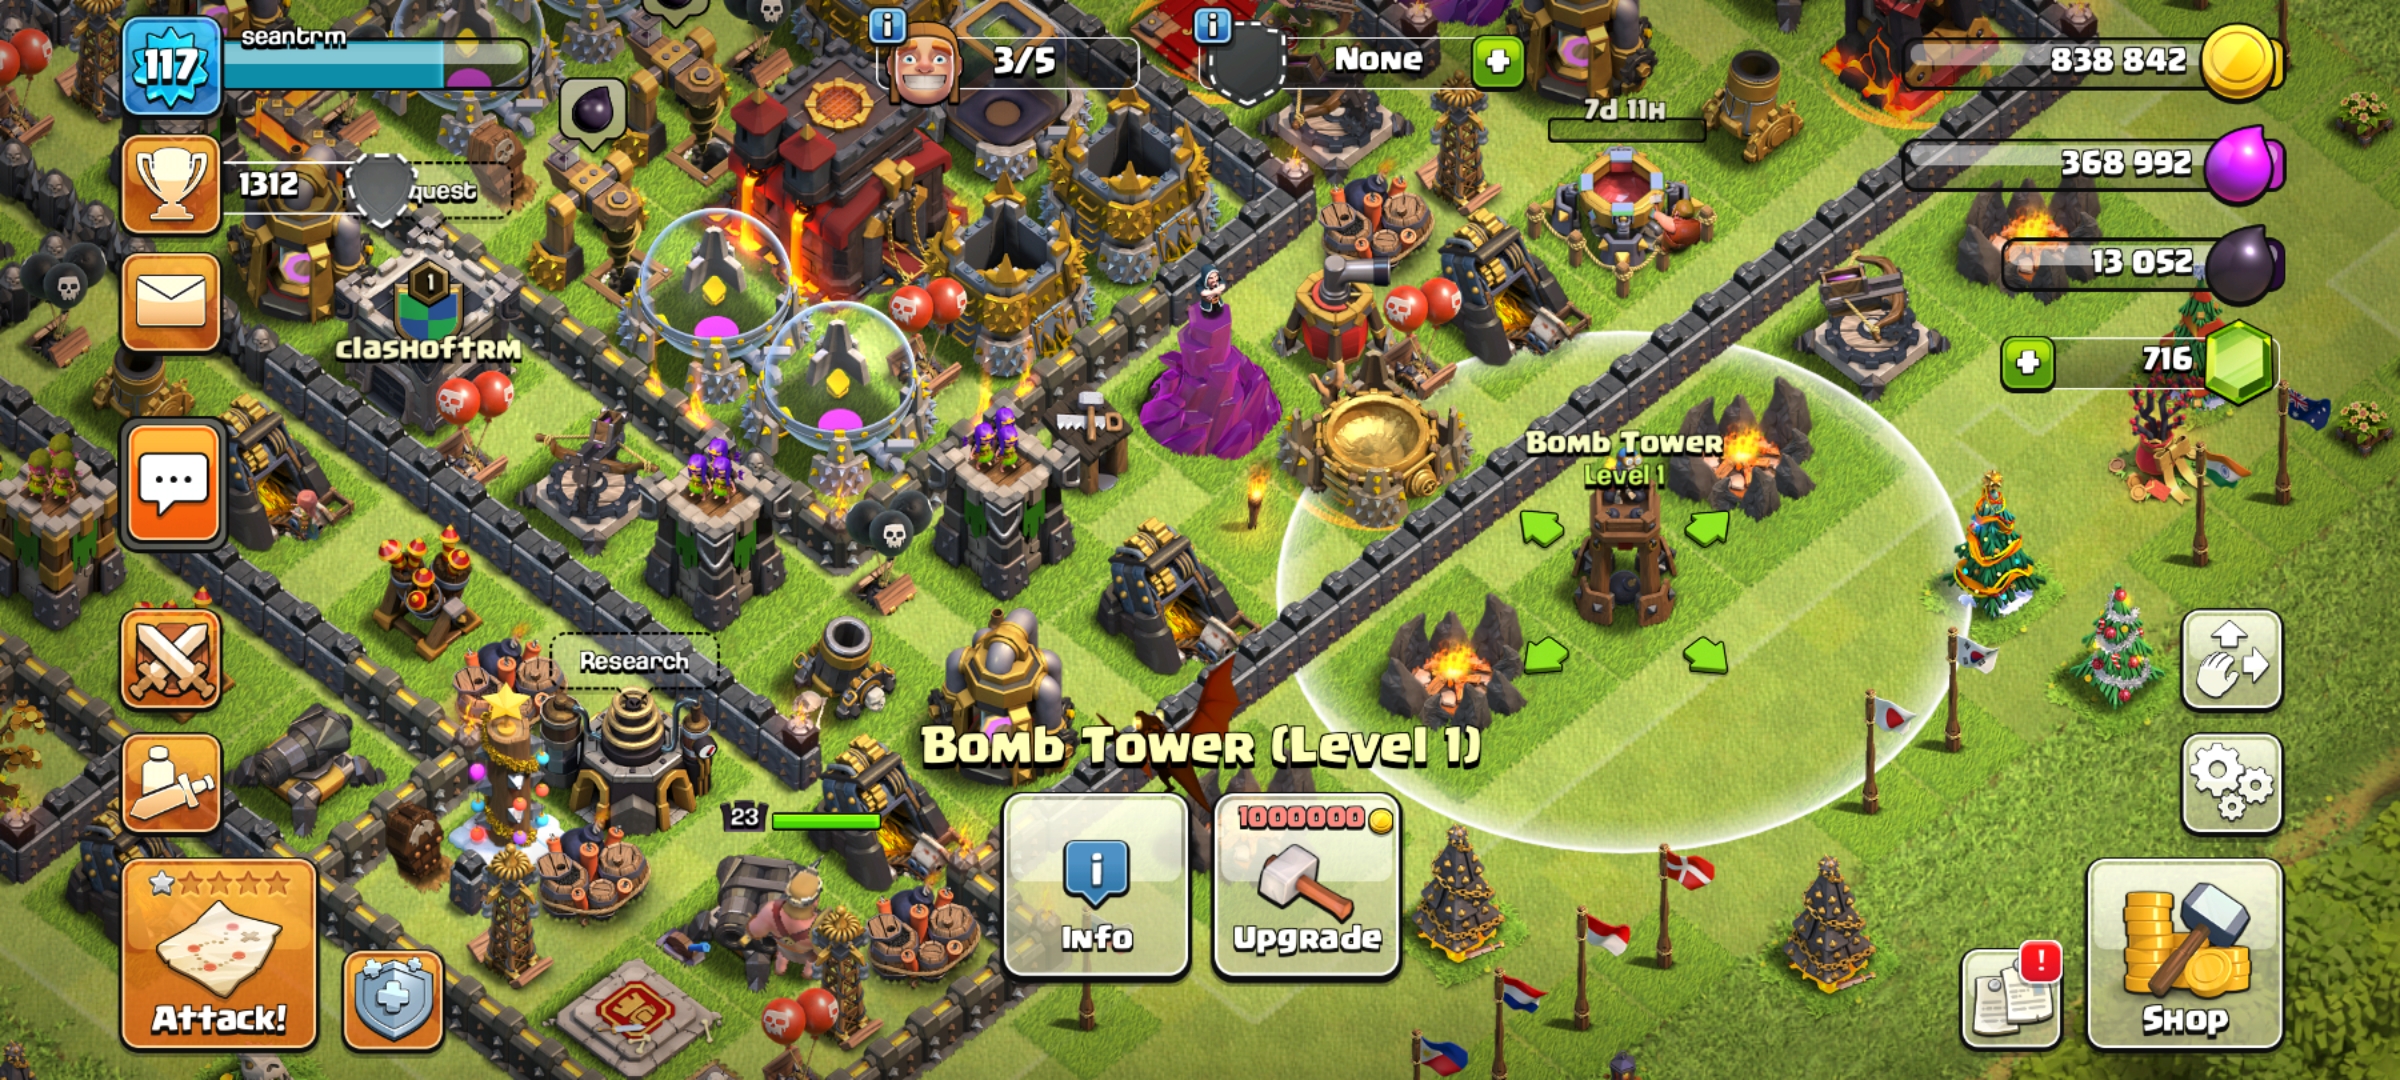 117
seantrm
3/5
None
838 842
7d 11h
368 992
1312
quest
13 052
1
clashoftRM
716
Bomb Tower
Level 1
Research
Bomb Tower (Level 1)
23
1000000
Info
Upgrade
Attack!
!
Shop